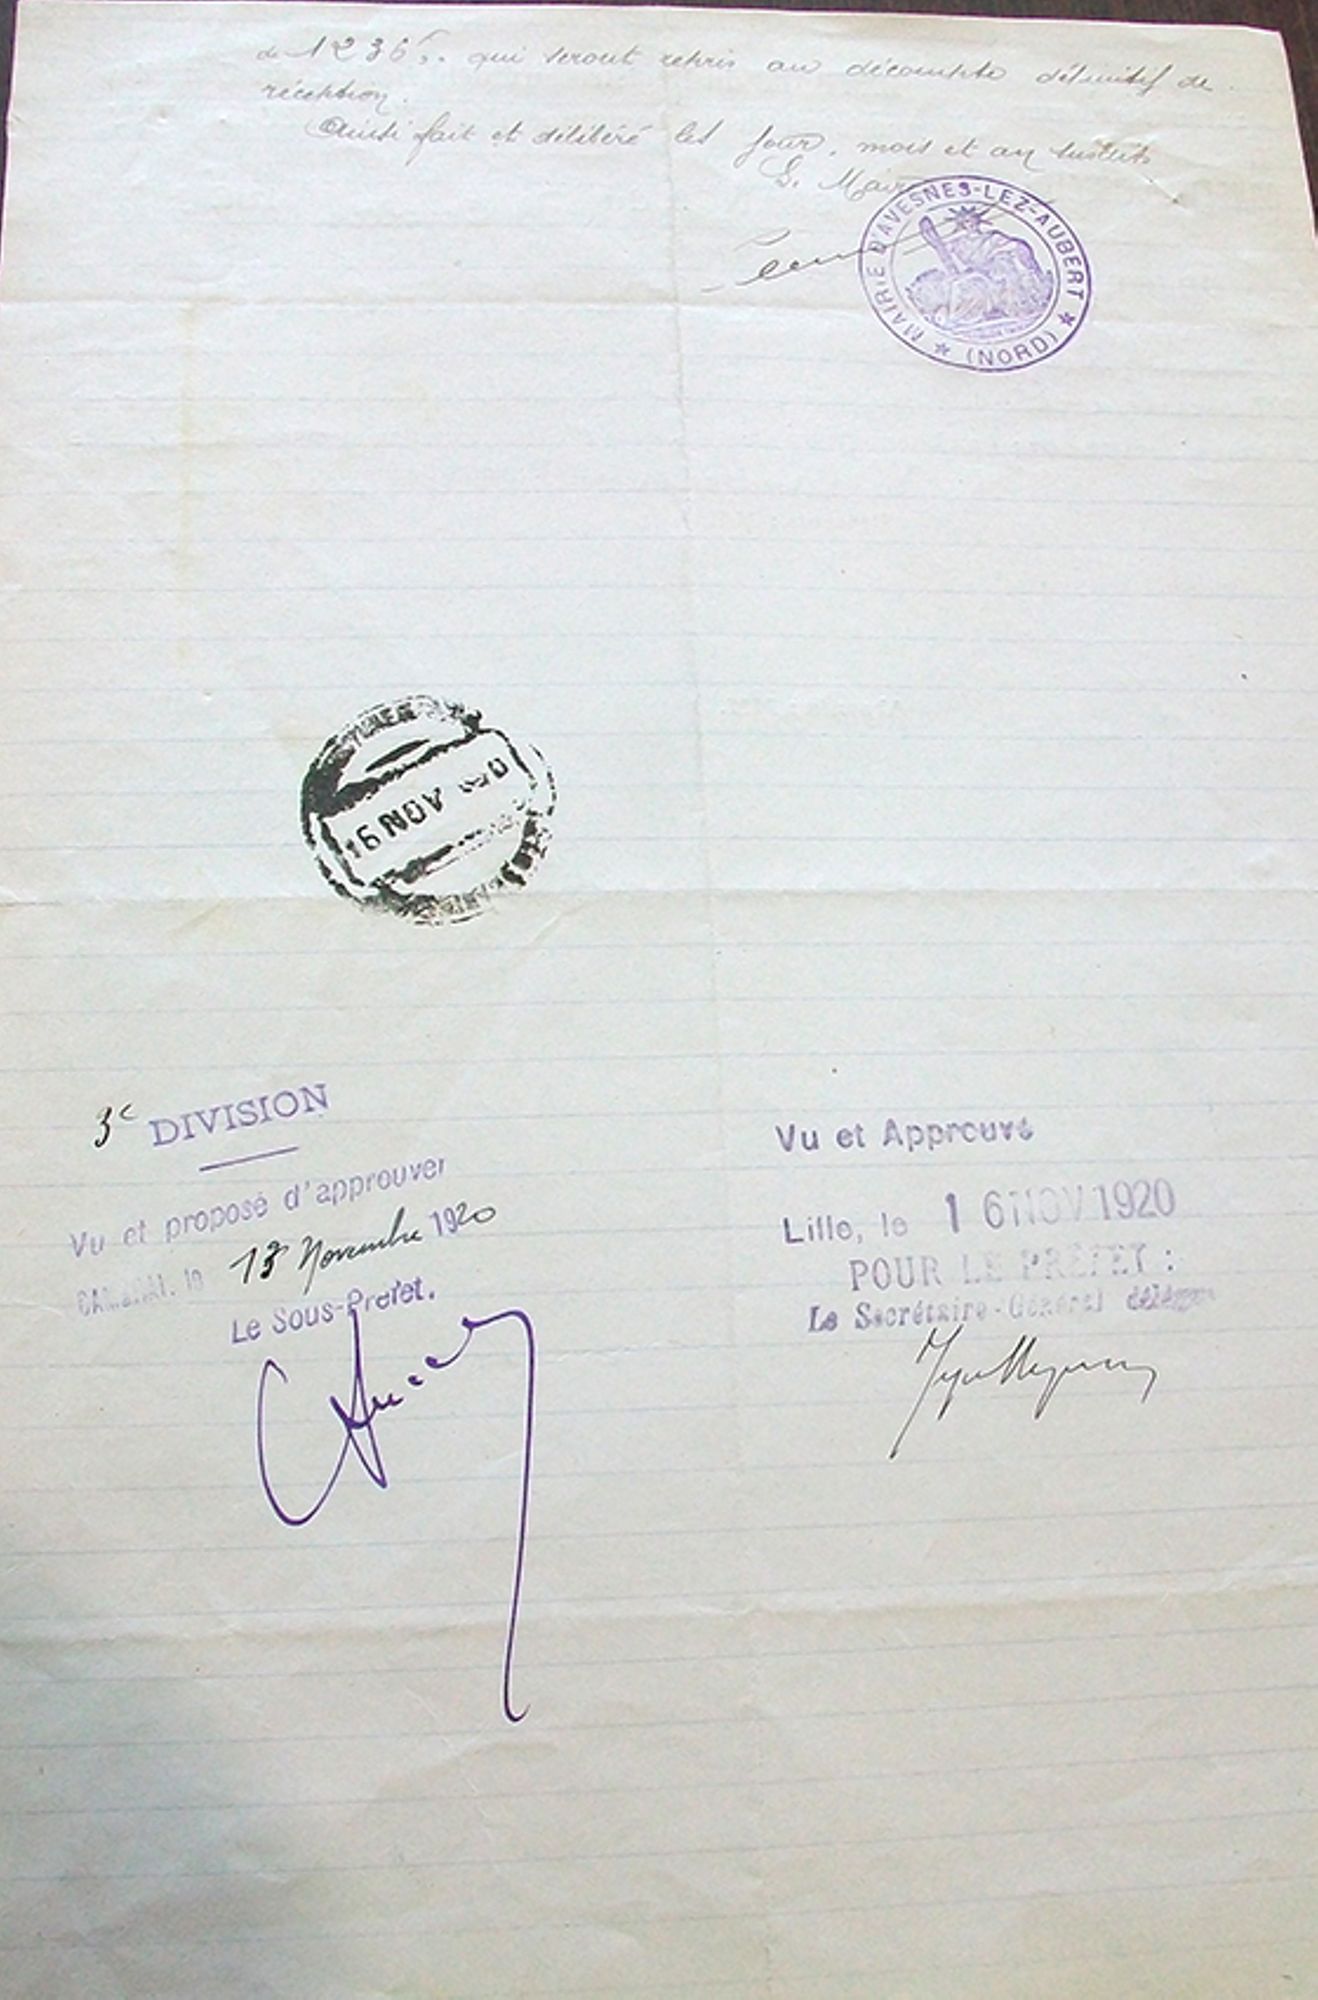 de 1236f. qui seront repris au décompte définitif de
réception.
Ainsi fait et délibéré les jour, mois et an susdits
Le Maire
MAIRIE D'AVESNES-LEZ-AUBERT
(NORD)
16 NOV
3e DIVISION
Vu et proposé d'approuver
le 13 Novembre 1920
Le Sous-Préfet.
Vu et Approuvé
Lille, le 16 NOV 1920
POUR LE PRÉFET :
Le Secrétaire-Général délégué